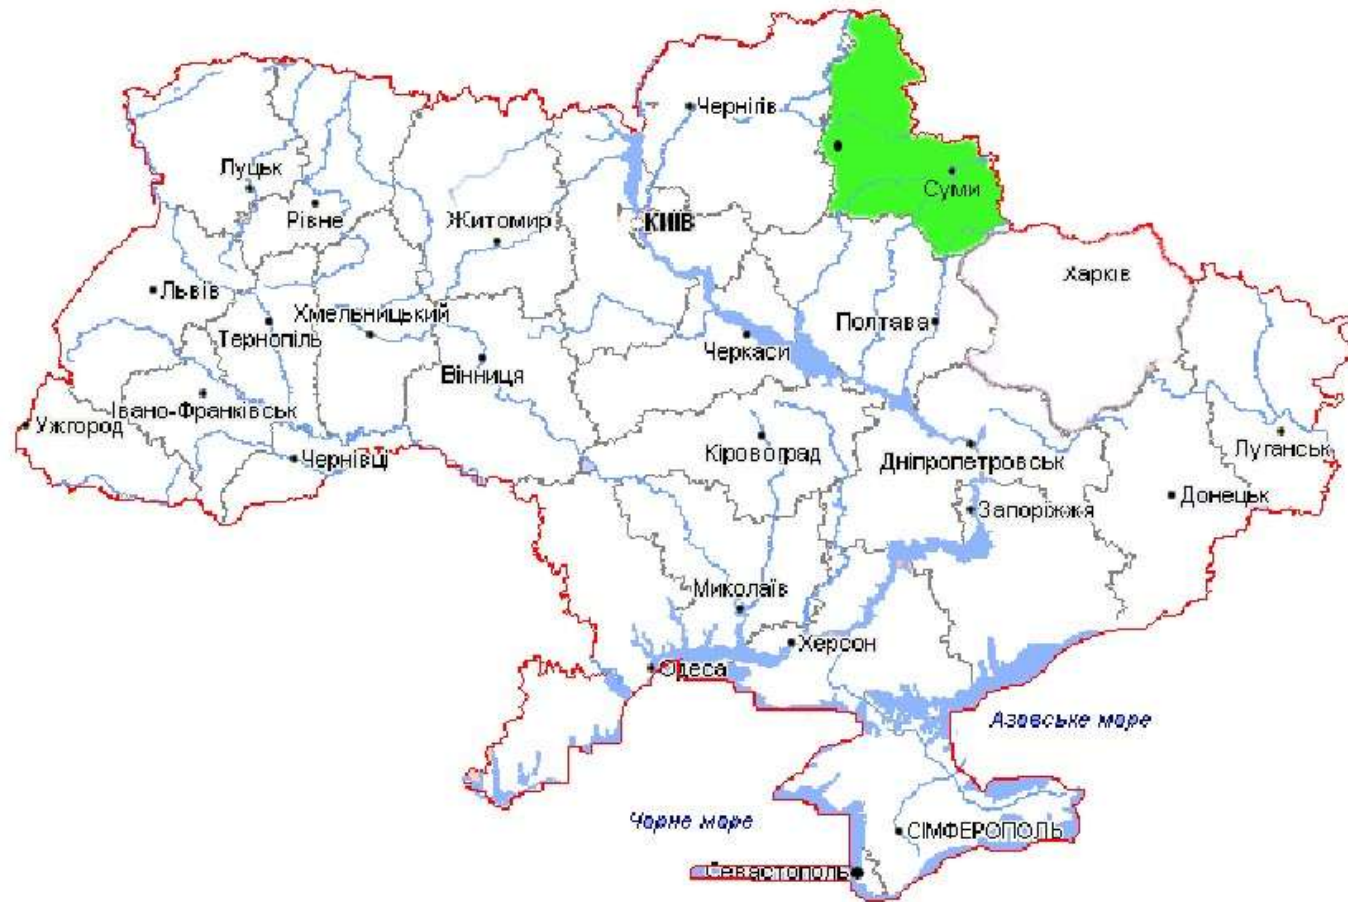 Чернігів
Луцьк
Суми
Рівне
Житомир
КИЇВ
Харків
Львів
Хмельницький
Тернопіль
Полтава
Черкаси
Вінниця
Івано-Франківськ
Ужгород
Кіровоград
Луганськ
Чернівці
Дніпропетровськ
Донецьк
Запоріжжя
Миколаїв
Херсон
Одеса
Азовське море
Чорне море
СІМФЕРОПОЛЬ
Севастополь